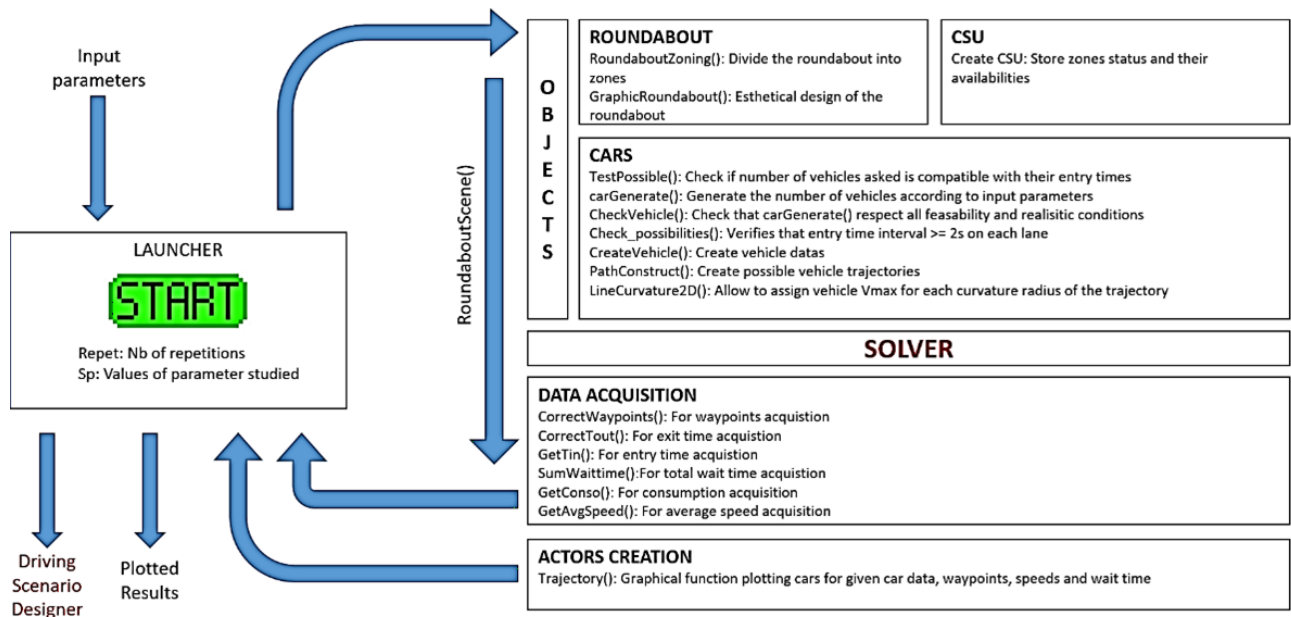 Input
parameters
LAUNCHER
START
Repet: Nb of repetitions
Sp: Values of parameter studied
Driving
Scenario
Designer
Plotted
Results
RoundaboutScene()
OBJECTS
ROUNDABOUT
RoundaboutZoning(): Divide the roundabout into
zones
GraphicRoundabout(): Esthetical design of the
roundabout
CSU
Create CSU: Store zones status and their
availabilities
CARS
TestPossible(): Check if number of vehicles asked is compatible with their entry times
carGenerate(): Generate the number of vehicles according to input parameters
CheckVehicle(): Check that carGenerate() respect all feasability and realisitic conditions
Check_possibilities(): Verifies that entry time interval >= 2s on each lane
CreateVehicle(): Create vehicle datas
PathConstruct(): Create possible vehicle trajectories
LineCurvature2D(): Allow to assign vehicle Vmax for each curvature radius of the trajectory
SOLVER
DATA ACQUISITION
CorrectWaypoints(): For waypoints acquistion
CorrectTout(): For exit time acquistion
GetTin(): For entry time acquistion
SumWaittime():For total wait time acquistion
GetConso(): For consumption acquisition
GetAvgSpeed(): For average speed acquisition
ACTORS CREATION
Trajectory(): Graphical function plotting cars for given car data, waypoints, speeds and wait time